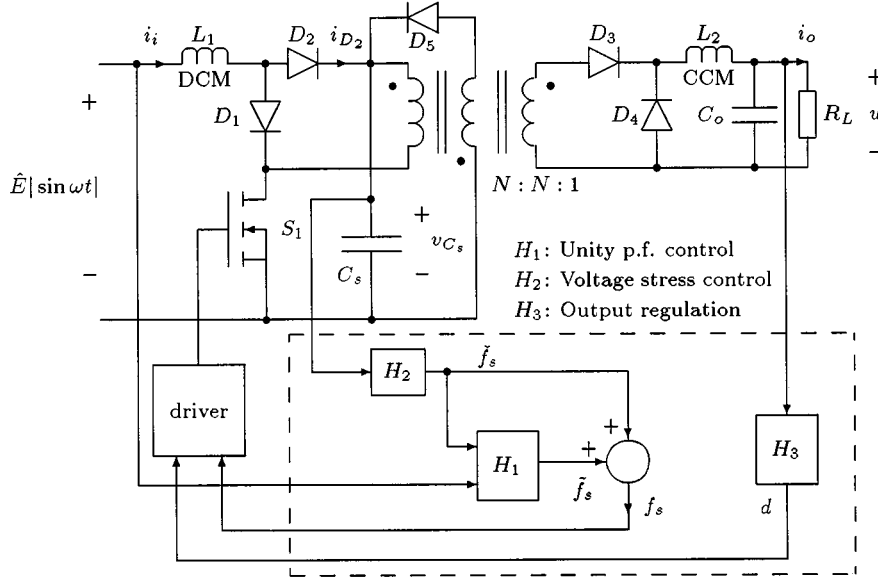 i_i L_1 D_2 i_{D_2} D_5 D_3 L_2 i_o
DCM CCM
+ D_1 D_4 C_o R_L + u
−
Ê|sin ωt| N : N : 1
S_1 + v_{C_s} −
− C_s
H_1: Unity p.f. control
H_2: Voltage stress control
H_3: Output regulation
H_2 f̃_s
driver + H_3
H_1 + f̃_s
f_s d